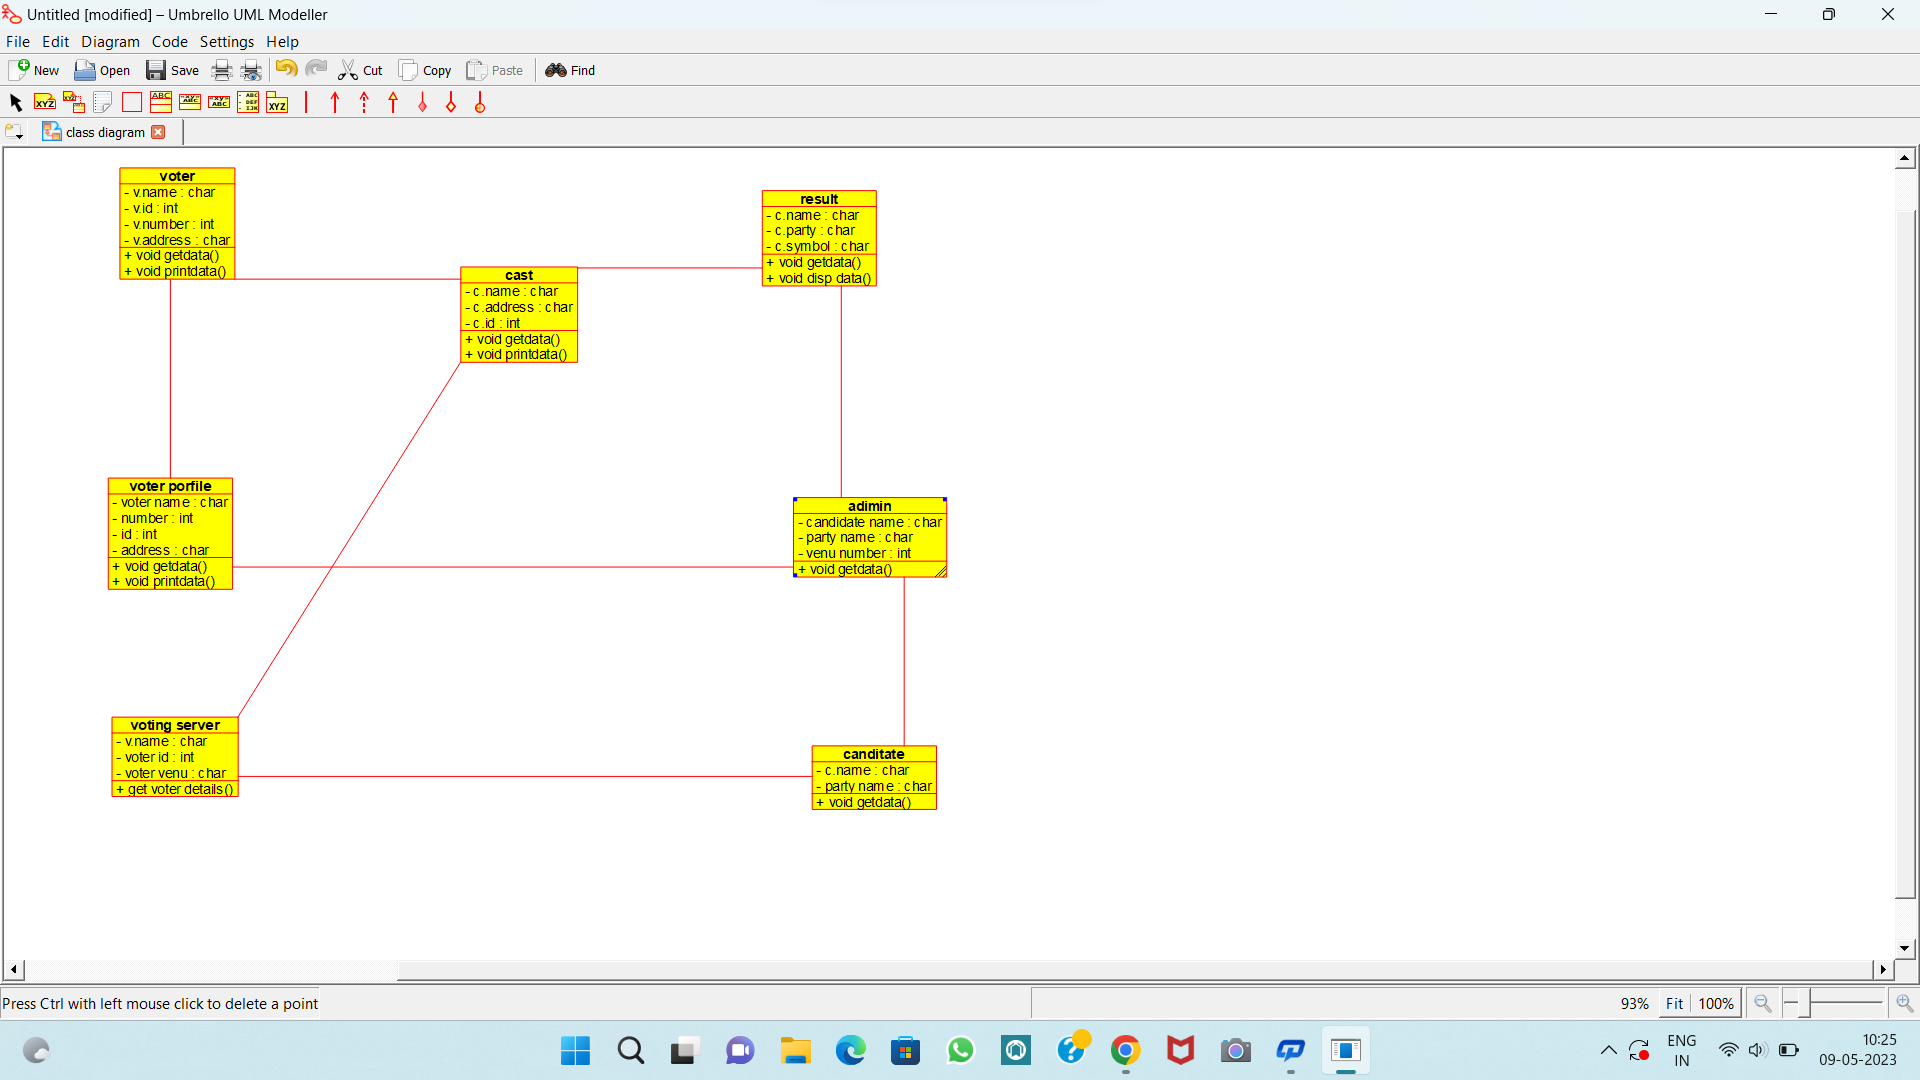 Untitled [modified] – Umbrello UML Modeller
File Edit Diagram Code Settings Help
New Open Save Cut Copy Paste Find
class diagram
voter
- v.name : char
- v.id : int
- v.number : int
- v.address : char
+ void getdata()
+ void printdata()
result
- c.name : char
- c.party : char
- c.symbol : char
+ void getdata()
+ void disp data()
cast
- c.name : char
- c.address : char
- c.id : int
+ void getdata()
+ void printdata()
voter porfile
- voter name : char
- number : int
- id : int
- address : char
+ void getdata()
+ void printdata()
adimin
- candidate name : char
- party name : char
- venu number : int
+ void getdata()
voting server
- v.name : char
- voter id : int
- voter venu : char
+ get voter details()
canditate
- c.name : char
- party name : char
+ void getdata()
Press Ctrl with left mouse click to delete a point
93% Fit 100%
ENG
IN
10:25
09-05-2023